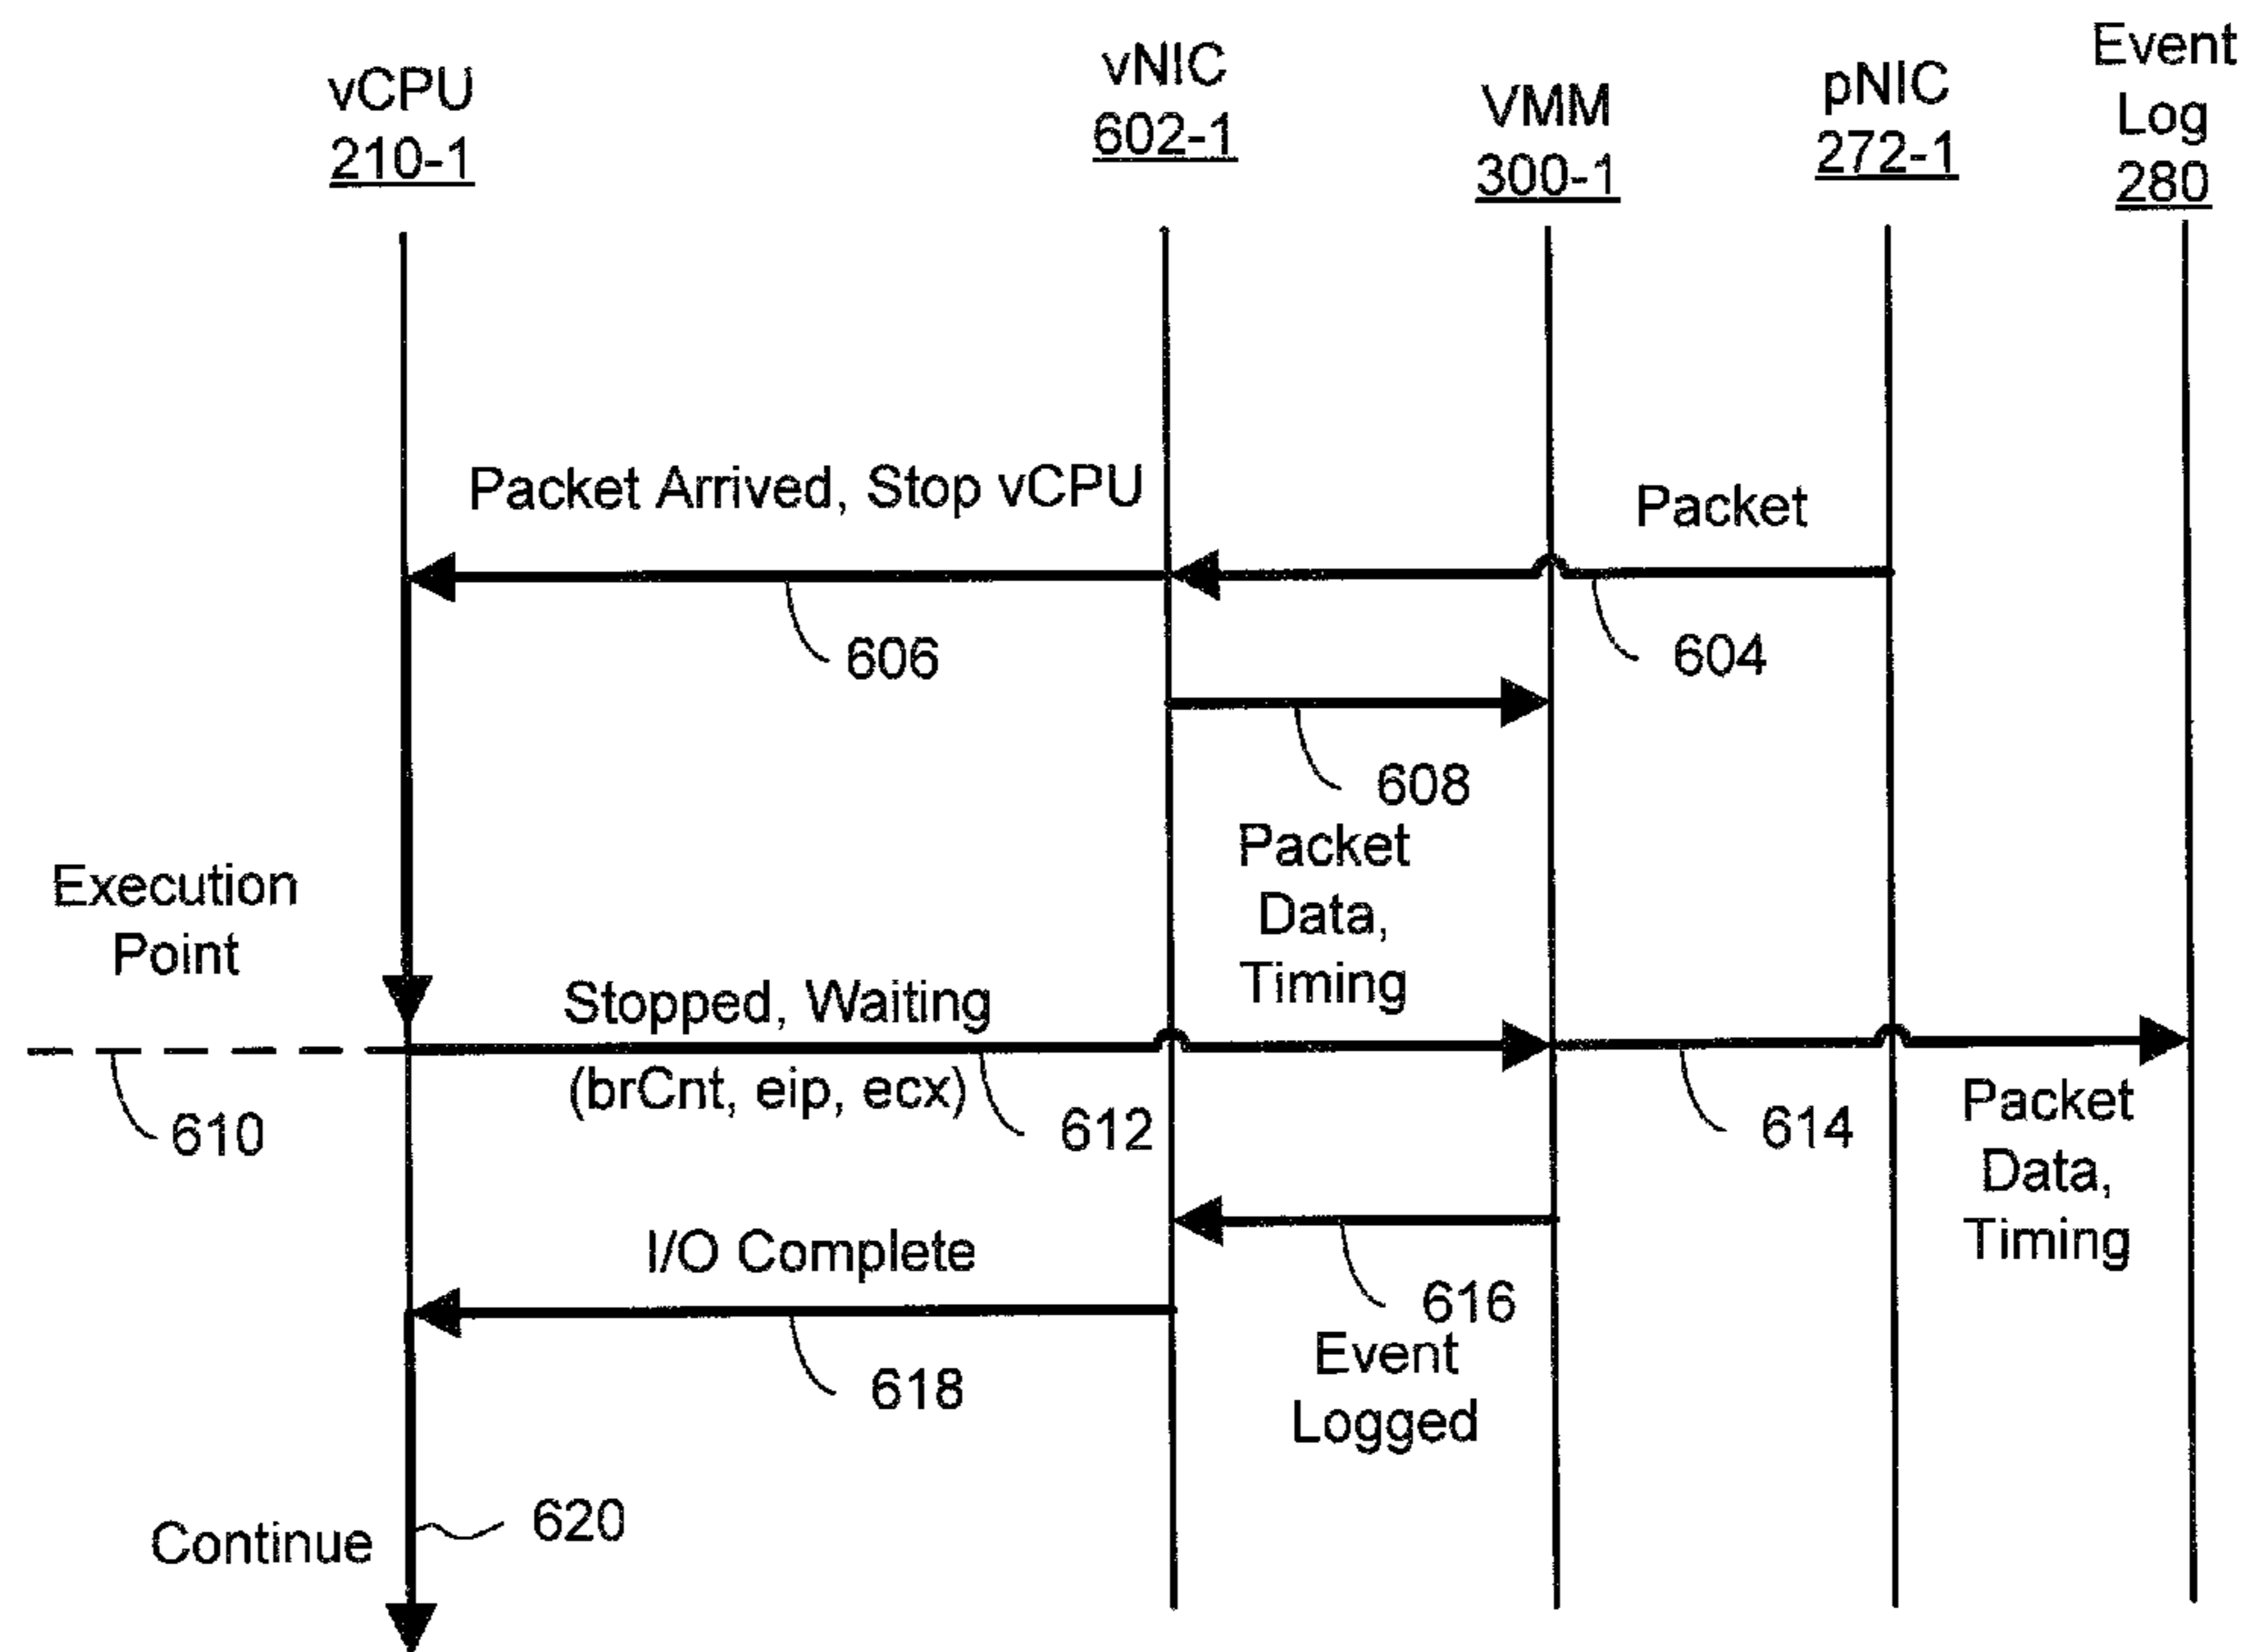 vCPU
210-1
vNIC
602-1
VMM
300-1
pNIC
272-1
Event
Log
280
Packet Arrived, Stop vCPU
Packet
606
604
608
Packet
Data,
Timing
Execution
Point
Stopped, Waiting
(brCnt, eip, ecx)
610
612
614
Packet
Data,
Timing
I/O Complete
616
Event
Logged
618
Continue
620